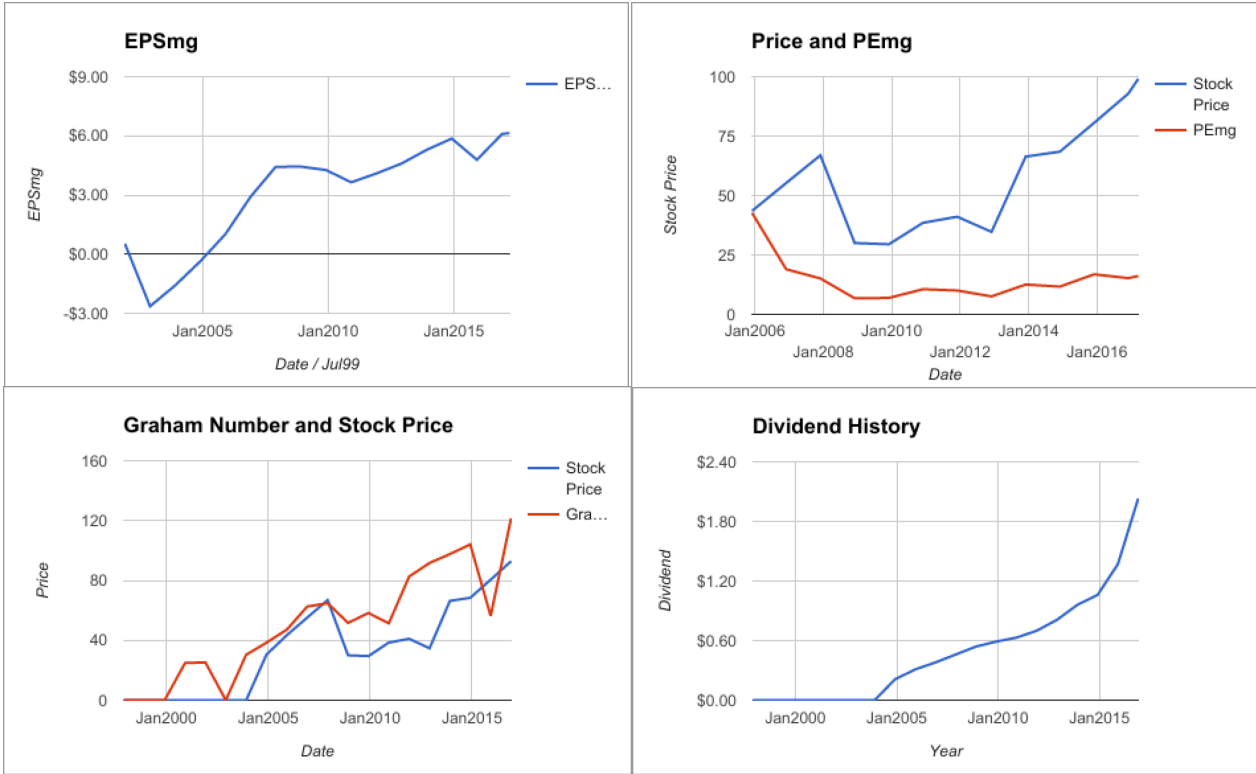 EPSmg
$9.00
$6.00
$3.00
$0.00
-$3.00
EPSmg
Jan2005
Jan2010
Jan2015
Date / Jul99
EPS…
Price and PEmg
100
75
50
25
0
Stock Price
Jan2006
Jan2008
Jan2010
Jan2012
Jan2014
Jan2016
Date
Stock
Price
PEmg
Graham Number and Stock Price
160
120
80
40
0
Price
Jan2000
Jan2005
Jan2010
Jan2015
Date
Stock
Price
Gra…
Dividend History
$2.40
$1.80
$1.20
$0.60
$0.00
Dividend
Jan2000
Jan2005
Jan2010
Jan2015
Year